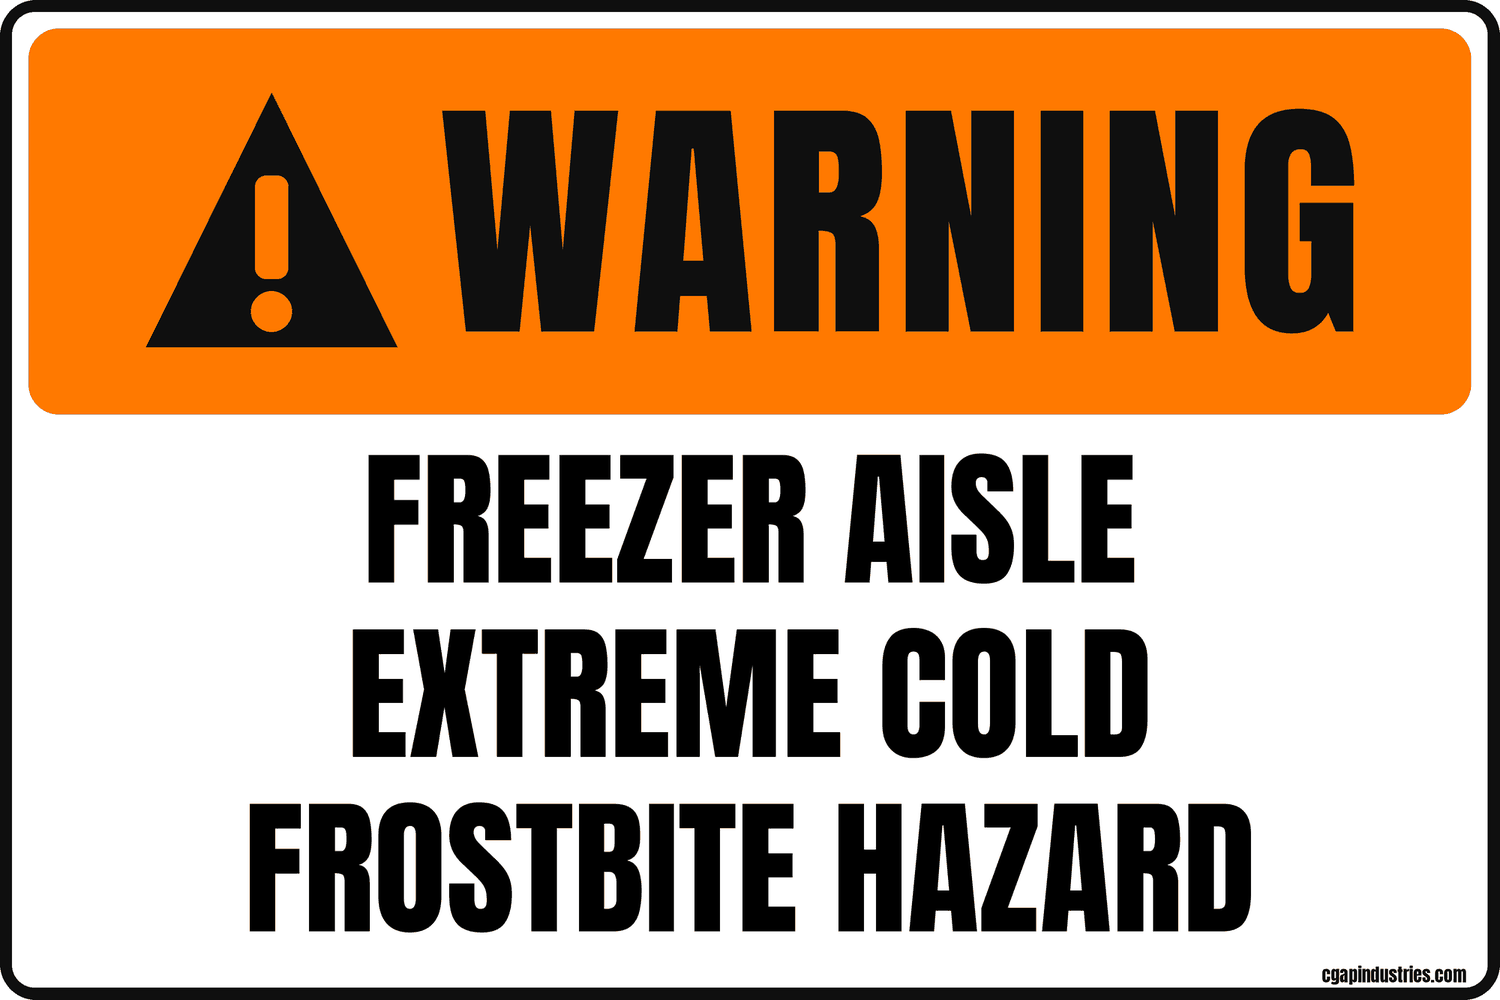 WARNING
FREEZER AISLE
EXTREME COLD
FROSTBITE HAZARD
cgapindustries.com